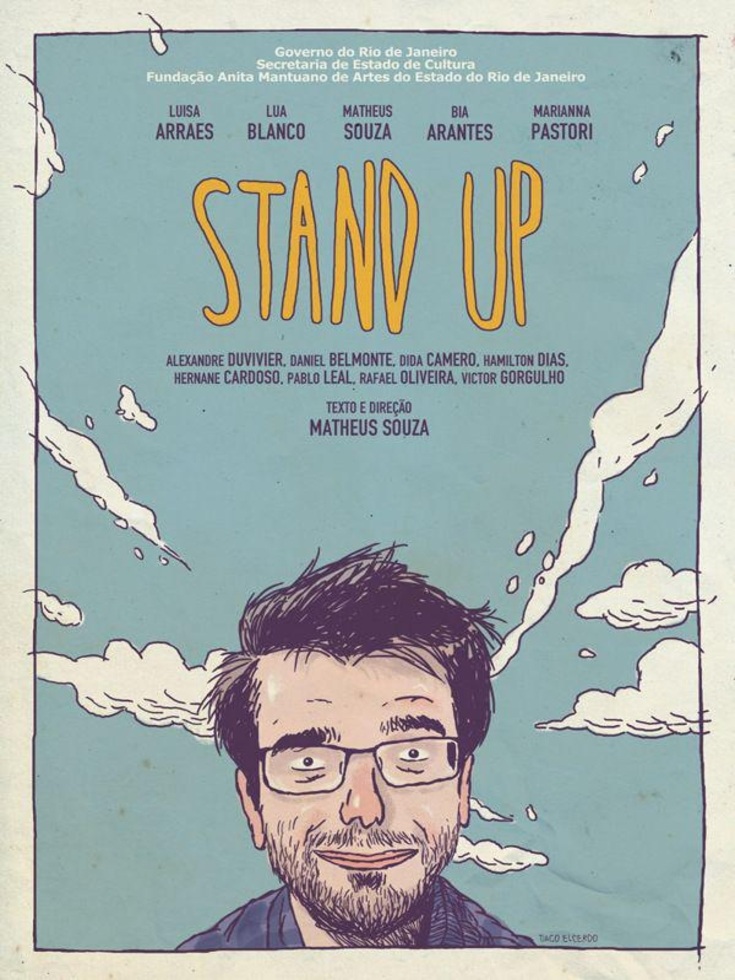 Governo do Rio de Janeiro
Secretaria de Estado de Cultura
Fundação Anita Mantuano de Artes do Estado do Rio de Janeiro
LUISA ARRAES LUA BLANCO MATHEUS SOUZA BIA ARANTES MARIANNA PASTORI
STAND UP
ALEXANDRE DUVIVIER, DANIEL BELMONTE, DIDA CAMERO, HAMILTON DIAS,
HERNANE CARDOSO, PABLO LEAL, RAFAEL OLIVEIRA, VICTOR GORGULHO
TEXTO E DIREÇÃO
MATHEUS SOUZA